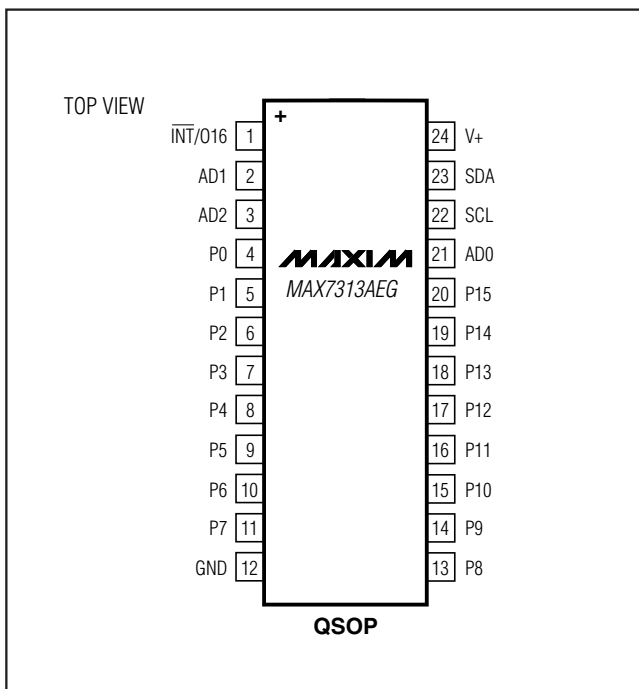 TOP VIEW
+
INT/O16 1 24 V+
AD1 2 23 SDA
AD2 3 22 SCL
P0 4 MAXIM 21 AD0
P1 5 MAX7313AEG 20 P15
P2 6 19 P14
P3 7 18 P13
P4 8 17 P12
P5 9 16 P11
P6 10 15 P10
P7 11 14 P9
GND 12 13 P8
QSOP